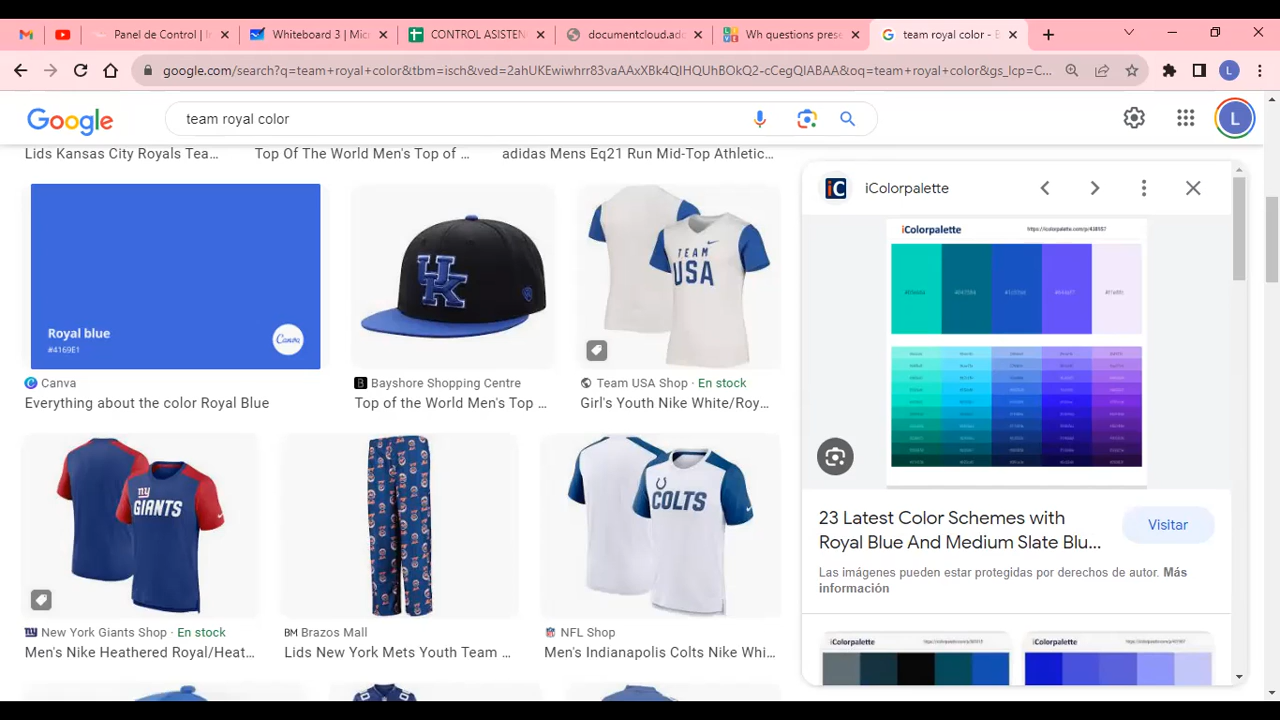 Panel de Control | I
Whiteboard 3 | Micr
CONTROL ASISTEN
documentcloud.ado
Wh questions prese
team royal color - B
google.com/search?q=team+royal+color&tbm=isch&ved=2ahUKEwiwhrr83vaAAxXBk4QIHQUhBOkQ2-cCegQIABAA&oq=team+royal+color&gs_lcp=C...
L
Google
team royal color
L
Lids Kansas City Royals Tea...
Top Of The World Men's Top of ...
adidas Mens Eq21 Run Mid-Top Athletic...
iC
iColorpalette
Royal blue
#4169E1
Canva
UK
TEAM
USA
iColorpalette
Canva
Bayshore Shopping Centre
Team USA Shop · En stock
Everything about the color Royal Blue
Top of the World Men's Top ...
Girl's Youth Nike White/Roy...
ny
GIANTS
COLTS
23 Latest Color Schemes with
Royal Blue And Medium Slate Blu...
Visitar
Las imágenes pueden estar protegidas por derechos de autor. Más
información
New York Giants Shop · En stock
BM Brazos Mall
NFL Shop
Men's Nike Heathered Royal/Heat...
Lids New York Mets Youth Team ...
Men's Indianapolis Colts Nike Whi...
iColorpalette
iColorpalette